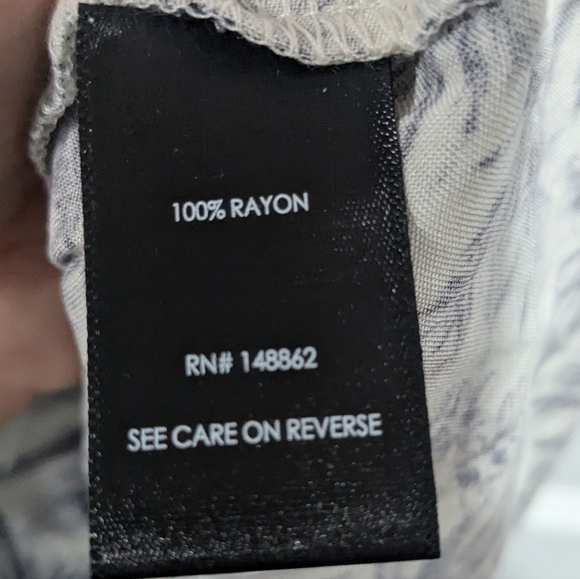 100% RAYON
RN# 148862
SEE CARE ON REVERSE